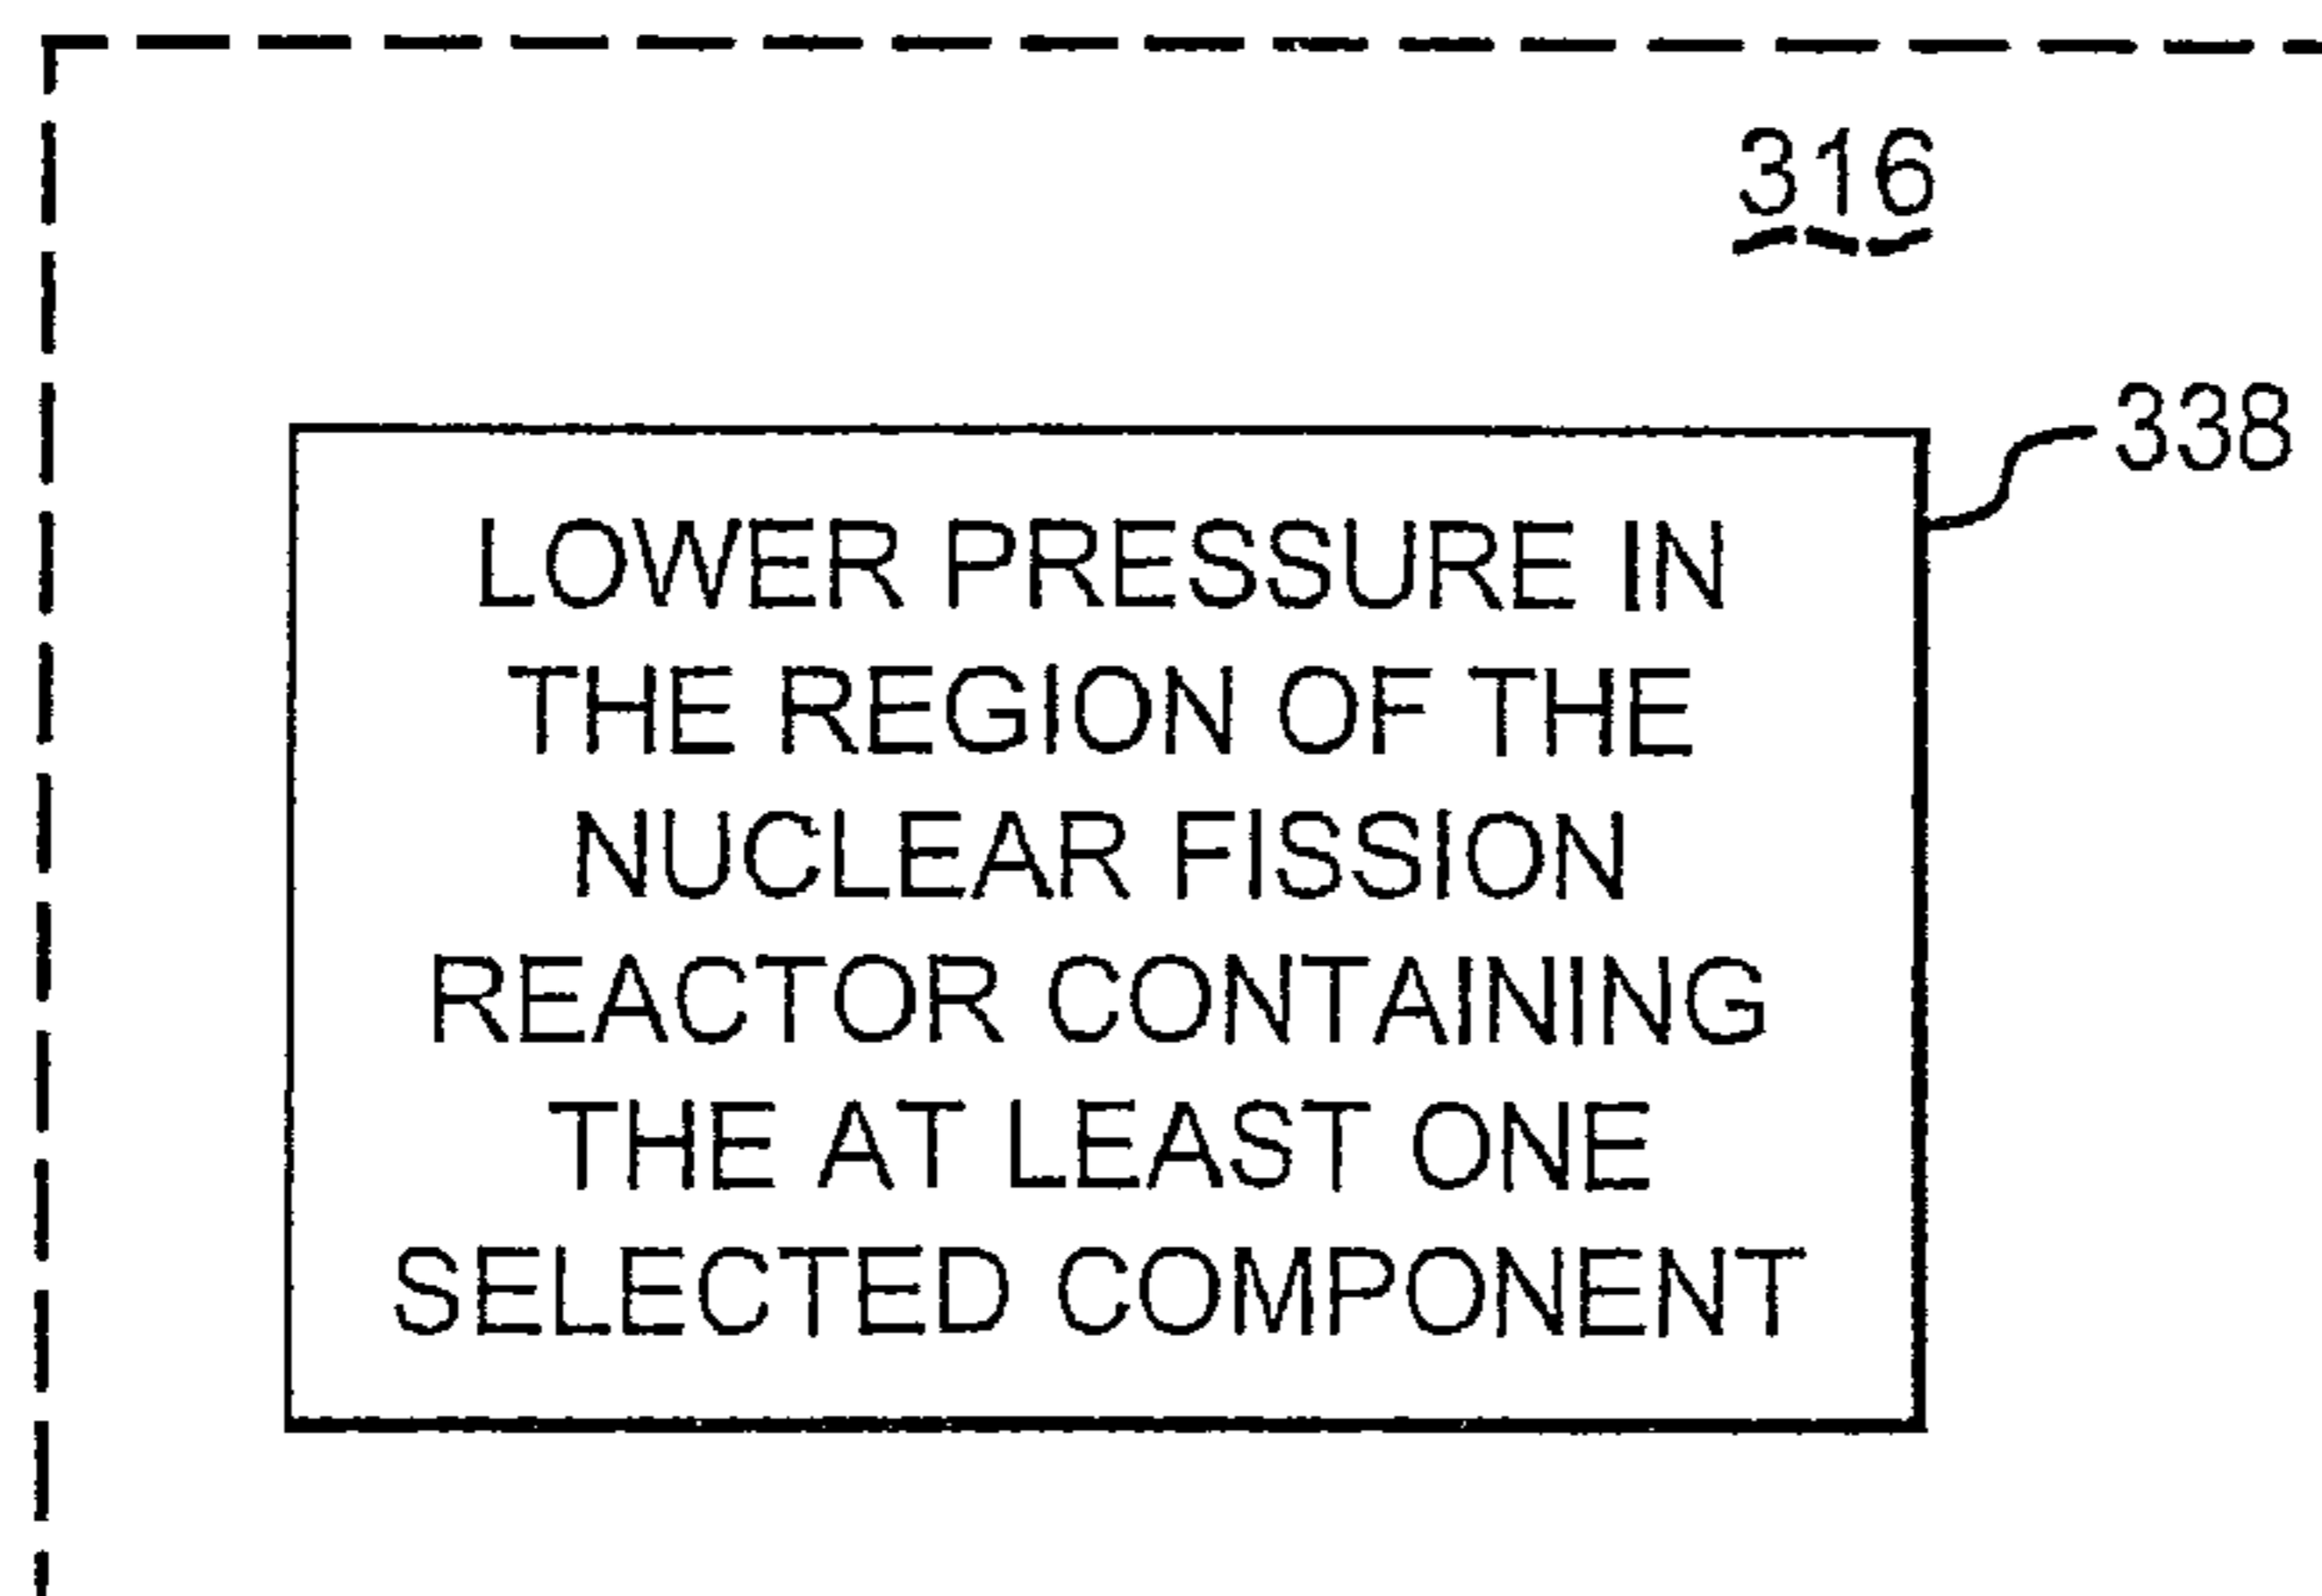 316
338
LOWER PRESSURE IN
THE REGION OF THE
NUCLEAR FISSION
REACTOR CONTAINING
THE AT LEAST ONE
SELECTED COMPONENT